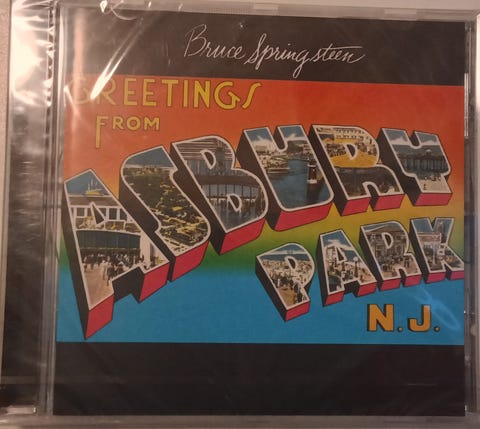 Bruce Springsteen
GREETINGS
FROM
ASBURY
PARK
N.J.